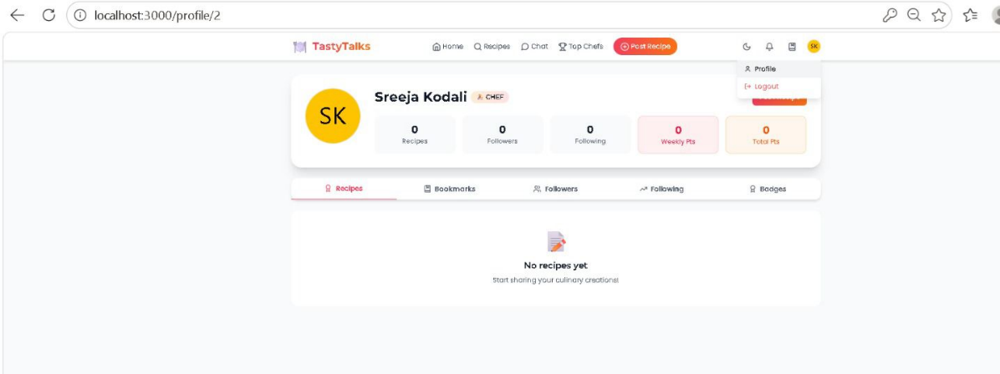 localhost:3000/profile/2
TastyTalks
Home Recipes Chat Top Chefs Post Recipe SK
Profile
Logout
SK
Sreeja Kodali CHEF
0 0 0 0 0
Recipes Followers Following Weekly Pts Total Pts
Recipes Bookmarks Followers Following Badges
No recipes yet
Start sharing your culinary creations!